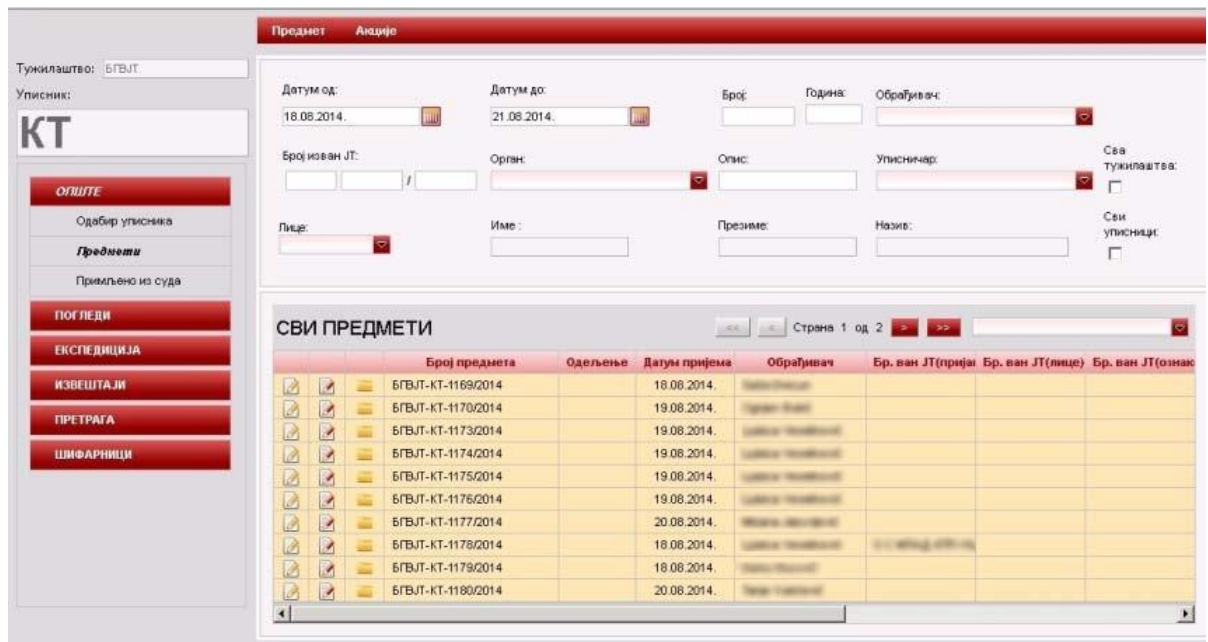 Предмет Акције
Тужилаштво: БГВЈТ
Уписник:
КТ
ОПШТЕ
Одабир уписника
Предмети
Примљено из суда
ПОГЛЕДИ
ЕКСПЕДИЦИЈА
ИЗВЕШТАЈИ
ПРЕТРАГА
ШИФАРНИЦИ
Датум од: Датум до: Број: Година: Обрађивач:
18.08.2014. 21.08.2014.
Број изван ЈТ: Орган: Опис: Уписничар: Сва тужилаштва:
/
Лице: Име : Презиме: Назив: Сви уписници:
СВИ ПРЕДМЕТИ << < Страна 1 од 2 > >>
Број предмета Одељење Датум пријема Обрађивач Бр. ван ЈТ(прија Бр. ван ЈТ(лице) Бр. ван ЈТ(ознак
БГВЈТ-КТ-1169/2014 18.08.2014.
БГВЈТ-КТ-1170/2014 19.08.2014.
БГВЈТ-КТ-1173/2014 19.08.2014.
БГВЈТ-КТ-1174/2014 19.08.2014.
БГВЈТ-КТ-1175/2014 19.08.2014.
БГВЈТ-КТ-1176/2014 19.08.2014.
БГВЈТ-КТ-1177/2014 20.08.2014.
БГВЈТ-КТ-1178/2014 18.08.2014.
БГВЈТ-КТ-1179/2014 18.08.2014.
БГВЈТ-КТ-1180/2014 20.08.2014.